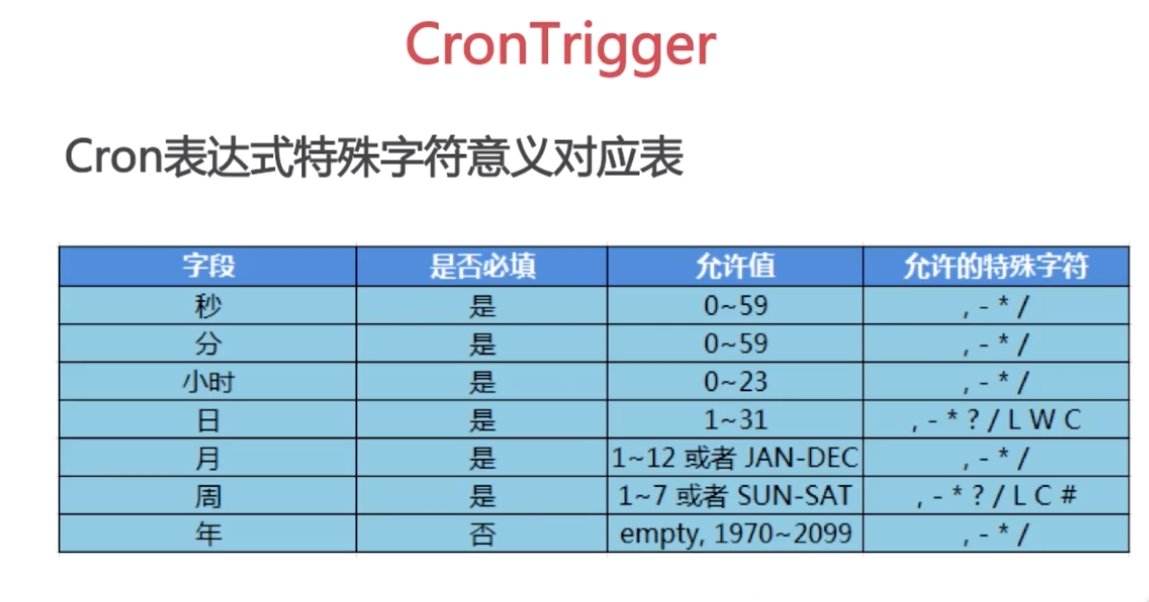 CronTrigger
Cron表达式特殊字符意义对应表
字段 是否必填 允许值 允许的特殊字符
秒 是 0~59 , - * /
分 是 0~59 , - * /
小时 是 0~23 , - * /
日 是 1~31 , - * ? / L W C
月 是 1~12 或者 JAN-DEC , - * /
周 是 1~7 或者 SUN-SAT , - * ? / L C #
年 否 empty, 1970~2099 , - * /